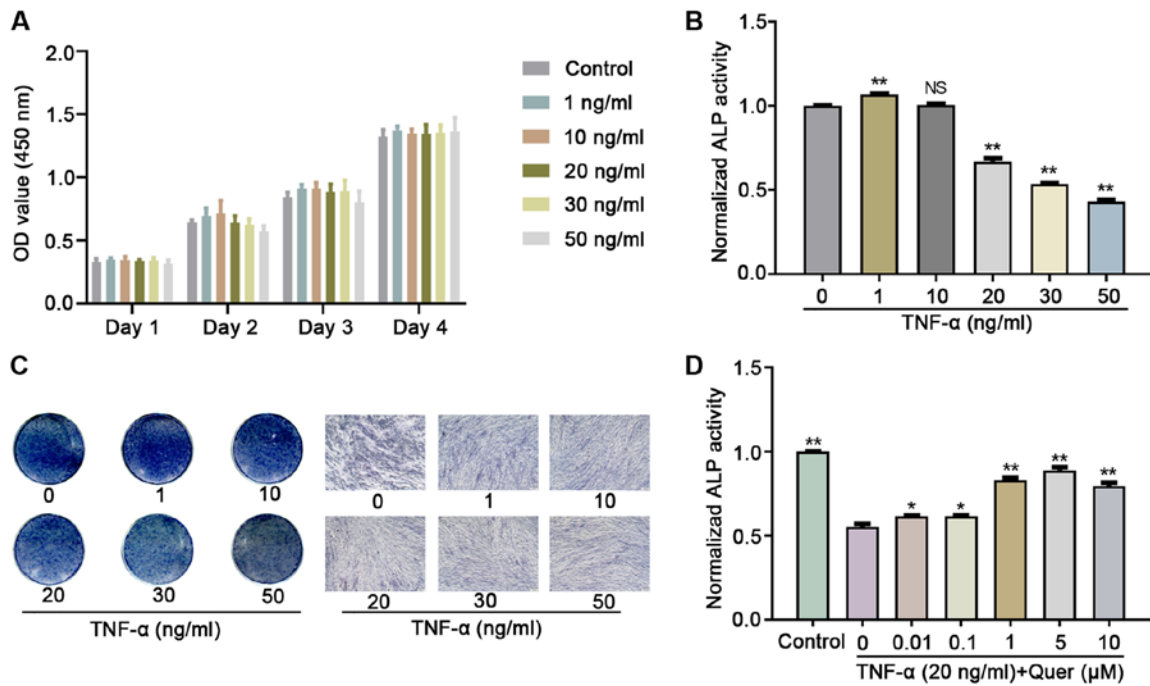 A
2.0
1.5
1.0
0.5
0.0
OD value (450 nm)
Day 1 Day 2 Day 3 Day 4
Control
1 ng/ml
10 ng/ml
20 ng/ml
30 ng/ml
50 ng/ml
B
1.5
1.0
0.5
0.0
Normalizad ALP activity
** NS ** ** **
0 1 10 20 30 50
TNF-α (ng/ml)
C
0 1 10
20 30 50
TNF-α (ng/ml)
0 1 10
20 30 50
TNF-α (ng/ml)
D
1.5
1.0
0.5
0.0
Normalizad ALP activity
** * * ** ** **
Control 0 0.01 0.1 1 5 10
TNF-α (20 ng/ml)+Quer (μM)